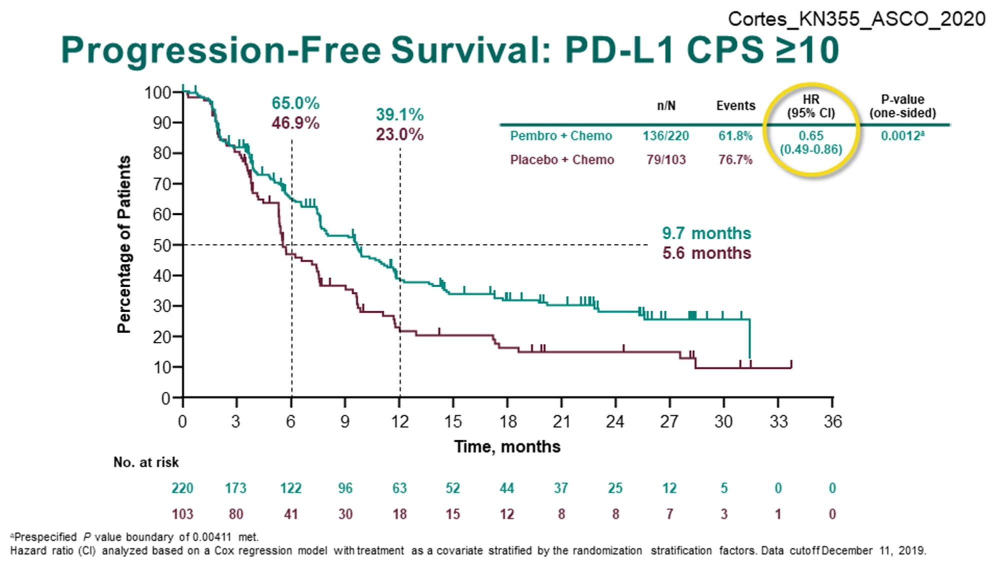 Cortes_KN355_ASCO_2020
Progression-Free Survival: PD-L1 CPS ≥10
Percentage of Patients
100
90
80
70
60
50
40
30
20
10
0
65.0%
46.9%
39.1%
23.0%
n/N Events HR (95% CI) P-value (one-sided)
Pembro + Chemo 136/220 61.8% 0.65 (0.49-0.86) 0.0012ᵃ
Placebo + Chemo 79/103 76.7%
9.7 months
5.6 months
0 3 6 9 12 15 18 21 24 27 30 33 36
Time, months
No. at risk
220 173 122 96 63 52 44 37 25 12 5 0 0
103 80 41 30 18 15 12 8 8 7 3 1 0
ᵃPrespecified P value boundary of 0.00411 met.
Hazard ratio (CI) analyzed based on a Cox regression model with treatment as a covariate stratified by the randomization stratification factors. Data cutoff December 11, 2019.